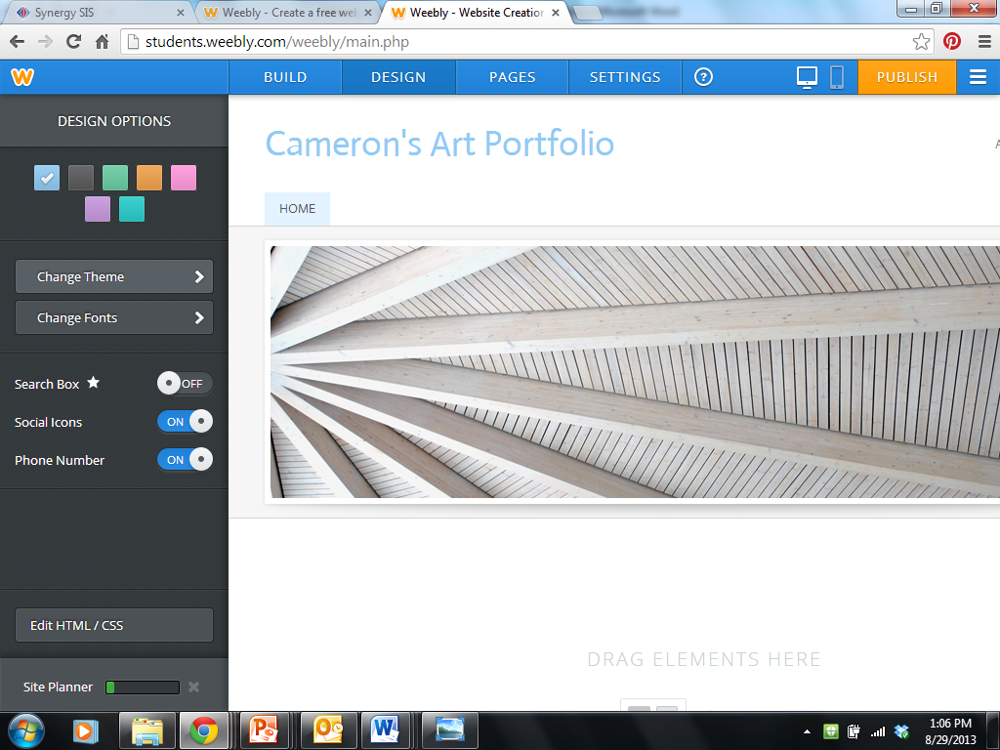 Synergy SIS
Weebly - Create a free wel
Weebly - Website Creation
Microsoft Word
students.weebly.com/weebly/main.php
W BUILD DESIGN PAGES SETTINGS ? PUBLISH
DESIGN OPTIONS
Change Theme
Change Fonts
Search Box OFF
Social Icons ON
Phone Number ON
Edit HTML / CSS
Site Planner
Cameron's Art Portfolio
A
HOME
DRAG ELEMENTS HERE
1:06 PM
8/29/2013